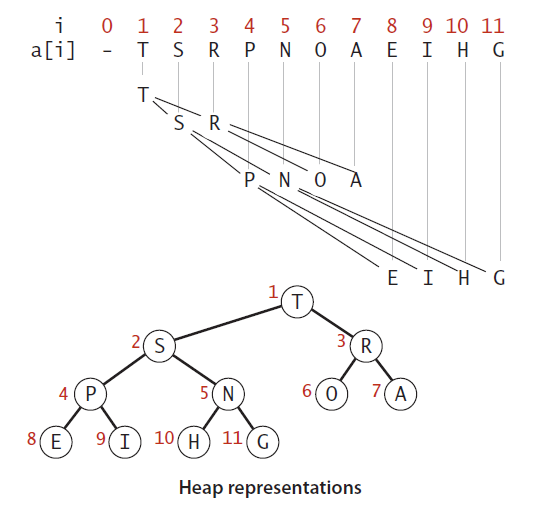 i 0 1 2 3 4 5 6 7 8 9 10 11
a[i] - T S R P N O A E I H G
T
S R
P N O A
E I H G
1 T
2 S 3 R
4 P 5 N 6 O 7 A
8 E 9 I 10 H 11 G
Heap representations